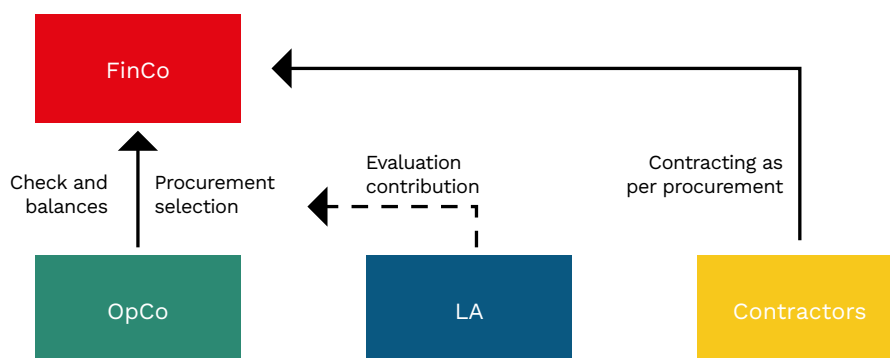 FinCo
Check and
balances
Procurement
selection
Evaluation
contribution
Contracting as
per procurement
OpCo
LA
Contractors